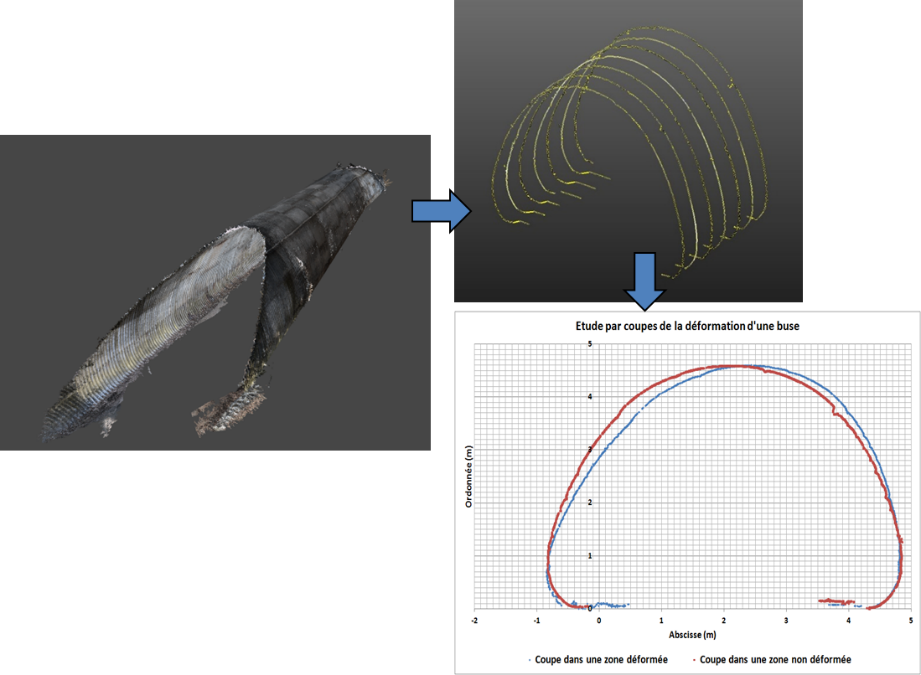 Etude par coupes de la déformation d'une buse
5
4
3
2
1
0
Ordonnée (m)
-2 -1 0 1 2 3 4 5
Abscisse (m)
Coupe dans une zone déformée
Coupe dans une zone non déformée